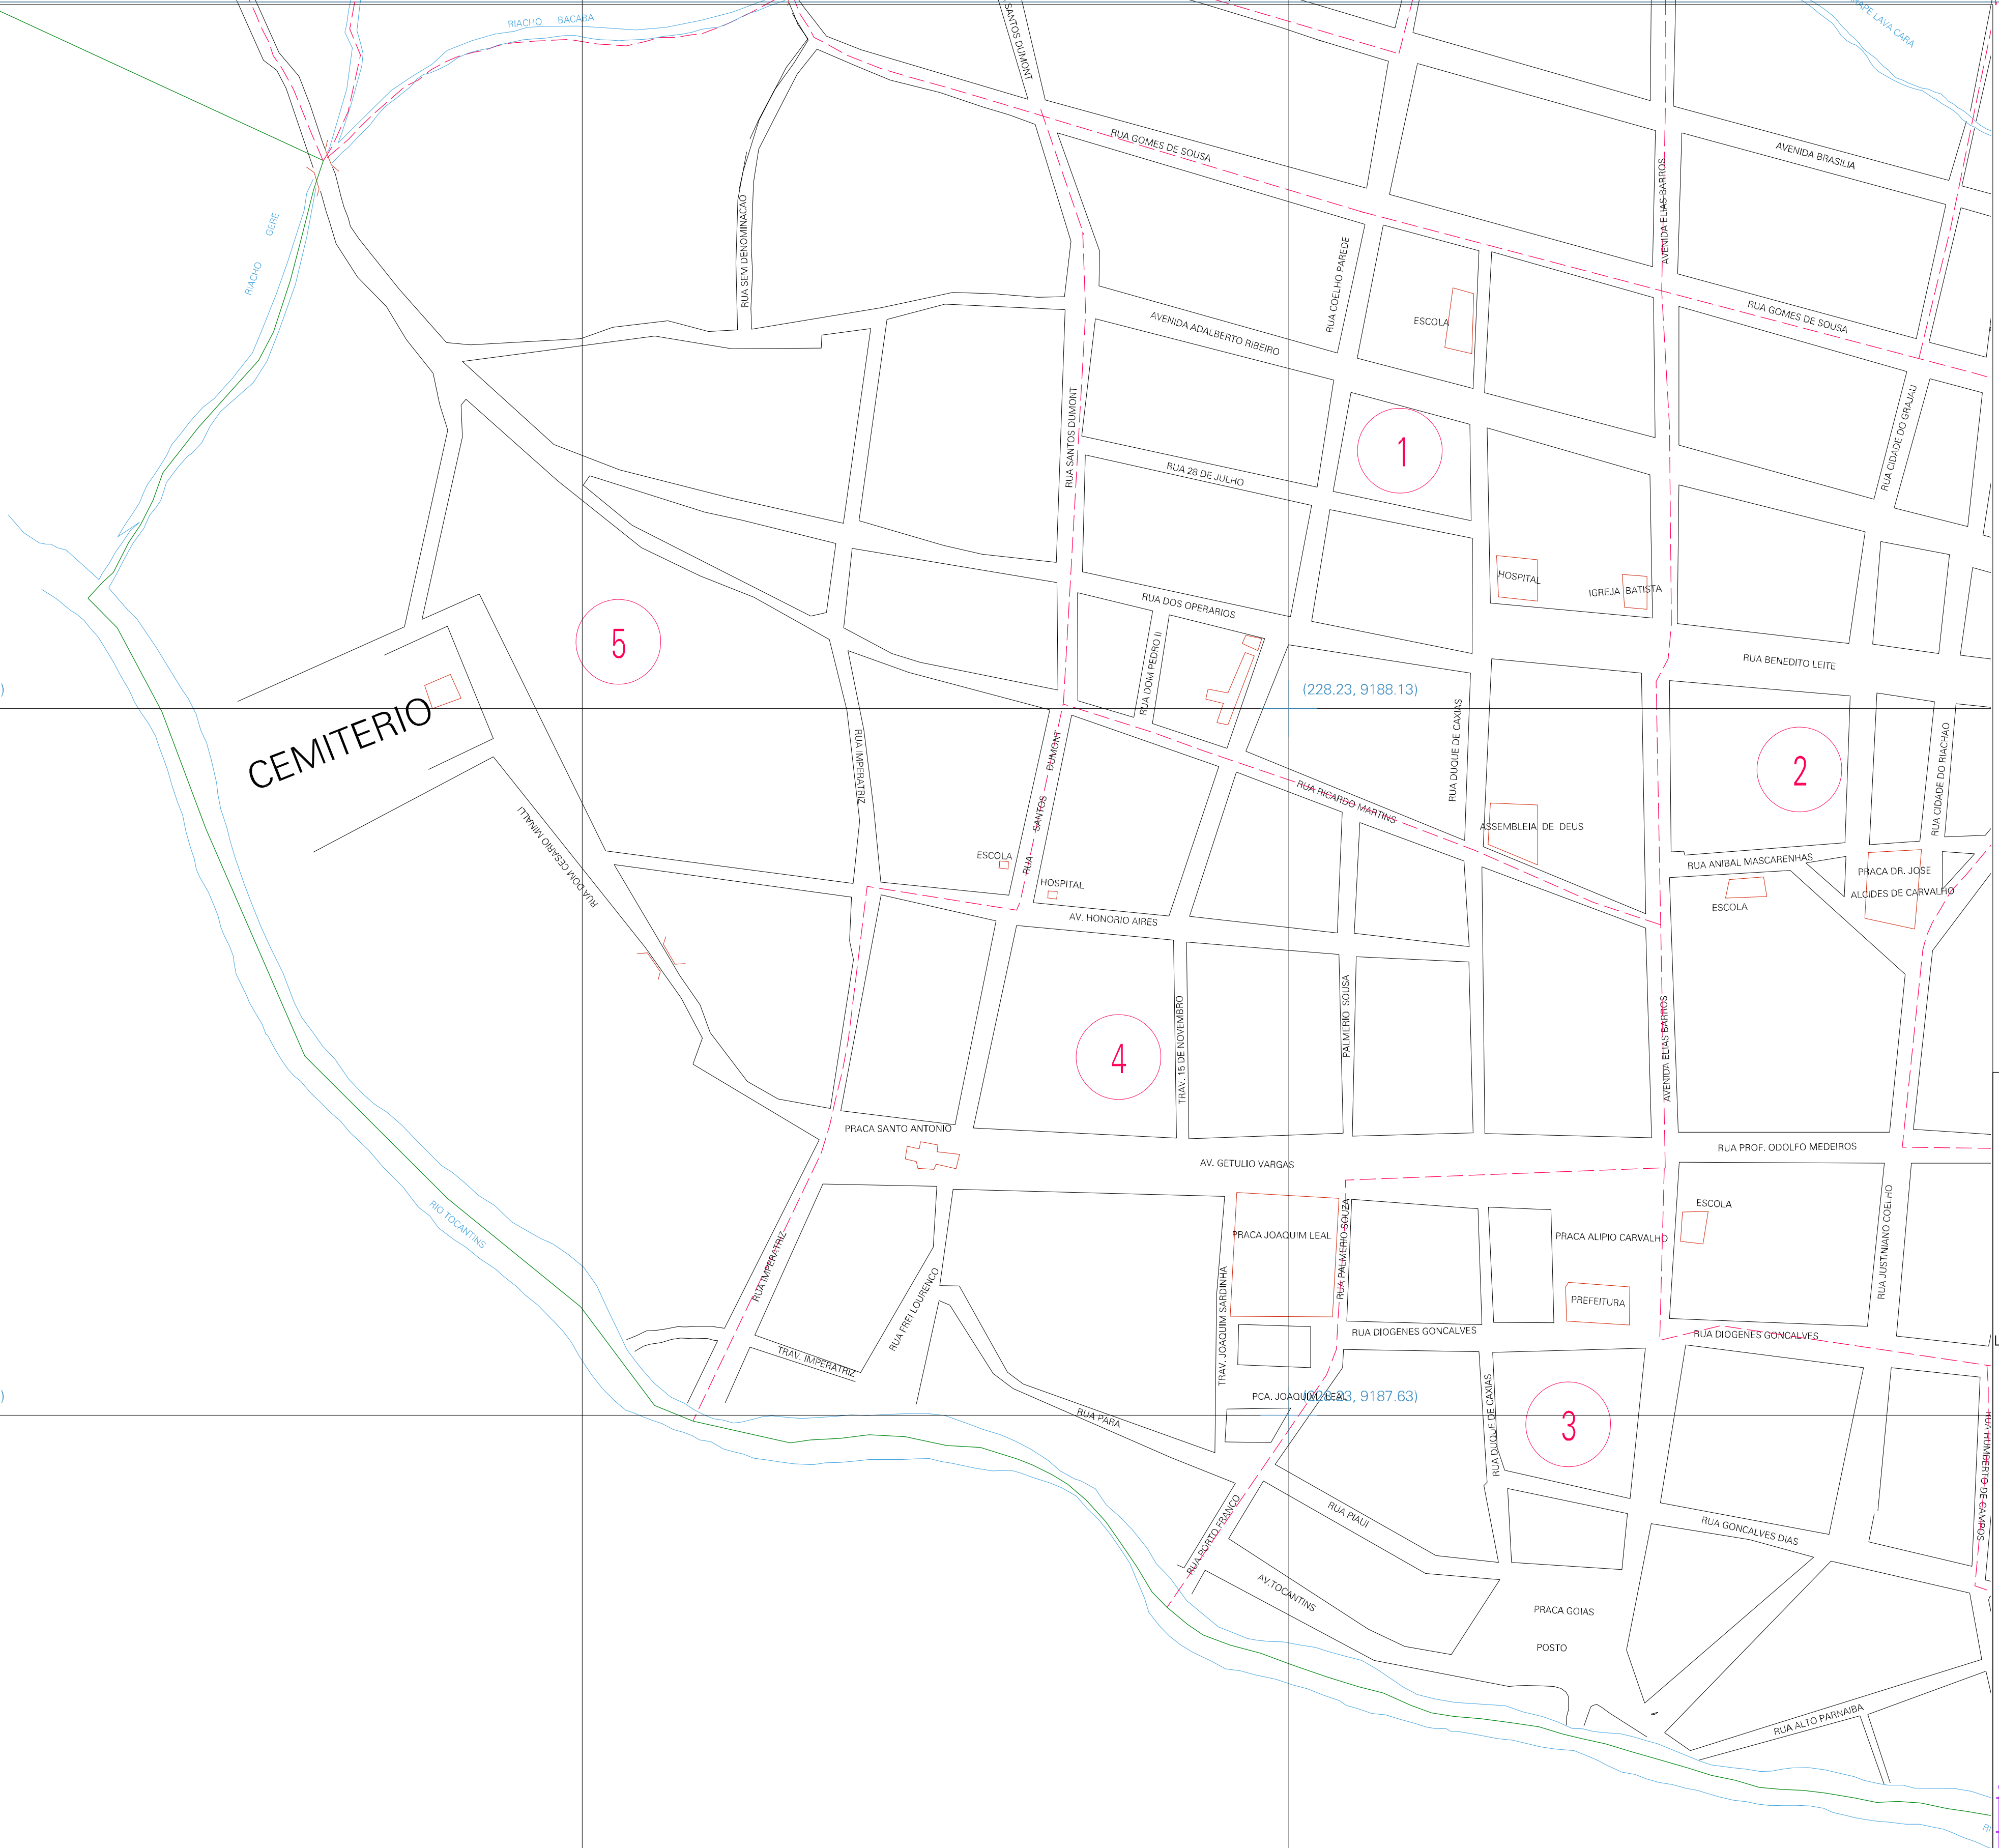 RIACHO BACABA
SANTOS DUMONT
LAVA CARA
RUA GOMES DE SOUSA
AVENIDA BRASILIA
AVENIDA ELIAS BARROS
RIACHO GERE
RUA SEM DENOMINACAO
RUA COELHO PAREDE
AVENIDA ADALBERTO RIBEIRO
ESCOLA
RUA GOMES DE SOUSA
RUA SANTOS DUMONT
RUA CIDADE DO GRAJAU
1
RUA 28 DE JULHO
HOSPITAL
IGREJA BATISTA
RUA DOS OPERARIOS
5
RUA DOM PEDRO II
RUA BENEDITO LEITE
(228.23, 9188.13)
CEMITERIO
RUA IMPERATRIZ
RUA SANTOS DUMONT
RUA DUQUE DE CAXIAS
2
RUA CIDADE DO RIACHAO
RUA RICARDO MARTINS
ASSEMBLEIA DE DEUS
RUA DOM CESARIO MINALLI
ESCOLA
HOSPITAL
RUA ANIBAL MASCARENHAS
PRACA DR. JOSE
ALCIDES DE CARVALHO
ESCOLA
AV. HONORIO AIRES
TRAV. 15 DE NOVEMBRO
PALMERIO SOUSA
AVENIDA ELIAS BARROS
4
PRACA SANTO ANTONIO
AV. GETULIO VARGAS
RUA PROF. ODOLFO MEDEIROS
RIO TOCANTINS
RUA IMPERATRIZ
ESCOLA
PRACA JOAQUIM LEAL
RUA PALMERIO SOUZA
PRACA ALIPIO CARVALHO
RUA JUSTINIANO COELHO
PREFEITURA
RUA FREI LOURENCO
TRAV. JOAQUIM SARDINHA
RUA DIOGENES GONCALVES
RUA DIOGENES GONCALVES
TRAV. IMPERATRIZ
PCA. JOAQUIM LEAL
(228.23, 9187.63)
RUA PARA
RUA DUQUE DE CAXIAS
3
RUA HUMBERTO DE CAMPOS
RUA PORTO FRANCO
RUA PIAUI
RUA GONCALVES DIAS
AV.TOCANTINS
PRACA GOIAS
POSTO
RUA ALTO PARNAIBA